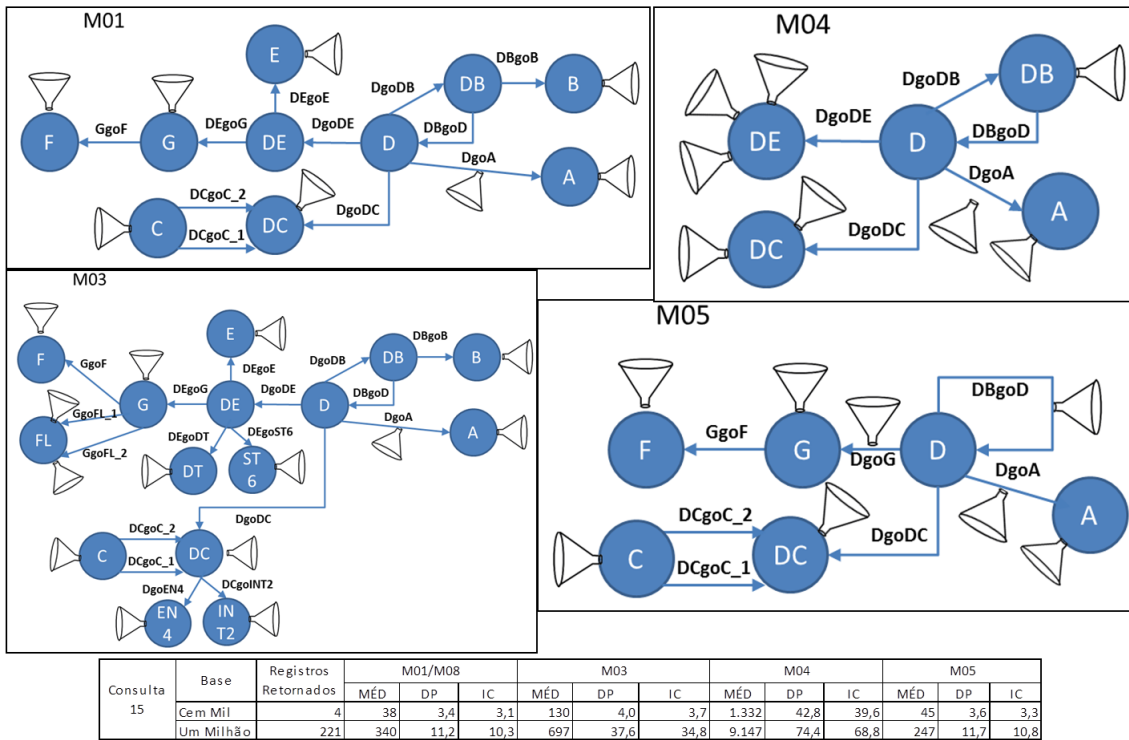 M01
E
DBgoB
DgoDB
DB
B
DEgoE
GgoF
DEgoG
DgoDE
DBgoD
F
G
DE
D
DgoA
A
DCgoC_2
DgoDC
C
DC
DCgoC_1
M04
DgoDB
DB
DgoDE
DBgoD
DE
D
DgoA
A
DgoDC
DC
M03
E
DBgoB
DgoDB
DB
B
F
GgoF
DEgoE
DEgoG
DgoDE
DBgoD
G
DE
D
DgoA
A
GgoFL_1
FL
GgoFL_2
DEgoDT
DEgoST6
DT
ST
6
DgoDC
DCgoC_2
C
DC
DCgoC_1
DgoEN4
DCgoINT2
EN
4
IN
T2
M05
DBgoD
GgoF
F
G
DgoG
D
DgoA
A
DCgoC_2
DgoDC
C
DC
DCgoC_1
Consulta 15 Base Registros Retornados M01/M08 M03 M04 M05
MÉD DP IC MÉD DP IC MÉD DP IC MÉD DP IC
Cem Mil 4 38 3,4 3,1 130 4,0 3,7 1.332 42,8 39,6 45 3,6 3,3
Um Milhão 221 340 11,2 10,3 697 37,6 34,8 9.147 74,4 68,8 247 11,7 10,8